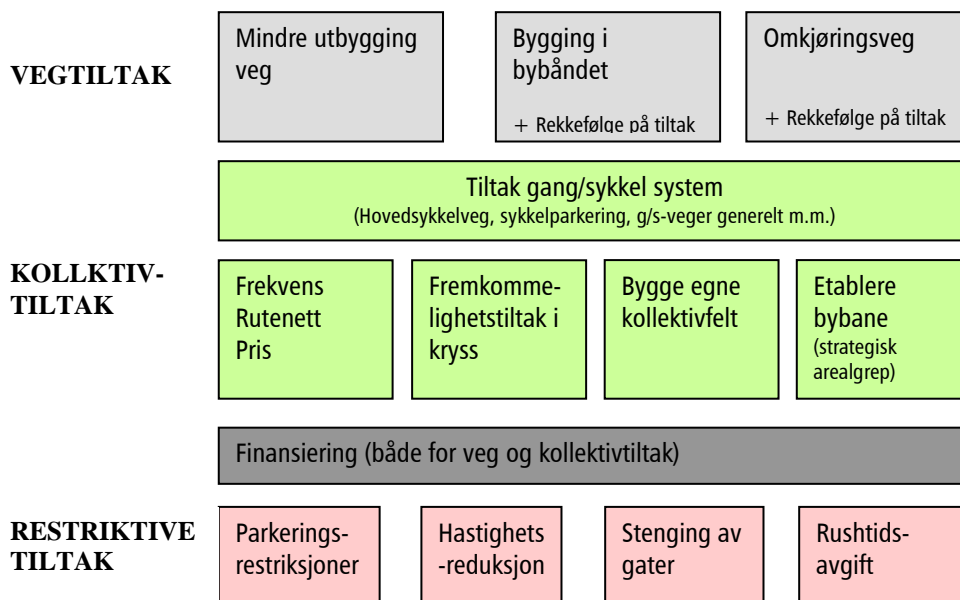 VEGTILTAK
Mindre utbygging
veg
Bygging i
bybåndet
+ Rekkefølge på tiltak
Omkjøringsveg
+ Rekkefølge på tiltak
Tiltak gang/sykkel system
(Hovedsykkelveg, sykkelparkering, g/s-veger generelt m.m.)
KOLLKTIV-
TILTAK
Frekvens
Rutenett
Pris
Fremkomme-
lighetstiltak i
kryss
Bygge egne
kollektivfelt
Etablere
bybane
(strategisk
arealgrep)
Finansiering (både for veg og kollektivtiltak)
RESTRIKTIVE
TILTAK
Parkerings-
restriksjoner
Hastighets
-reduksjon
Stenging av
gater
Rushtids-
avgift